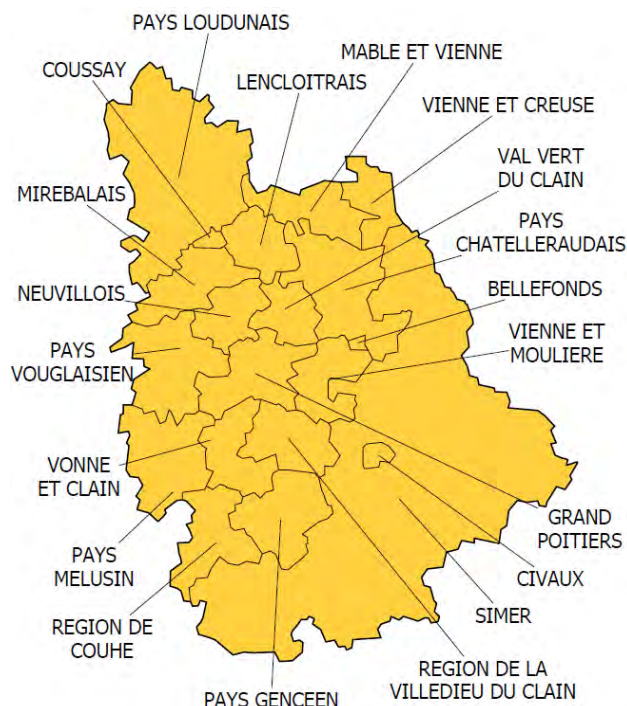 PAYS LOUDUNAIS
COUSSAY
LENCLOITRAIS
MABLE ET VIENNE
VIENNE ET CREUSE
VAL VERT
DU CLAIN
MIREBALAIS
PAYS
CHATELLERAUDAIS
NEUVILLOIS
BELLEFONDS
VIENNE ET
MOULIERE
PAYS
VOUGLAISIEN
VONNE
ET CLAIN
GRAND
POITIERS
PAYS
MELUSIN
CIVAUX
SIMER
REGION DE
COUHE
REGION DE LA
VILLEDIEU DU CLAIN
PAYS GENCEEN